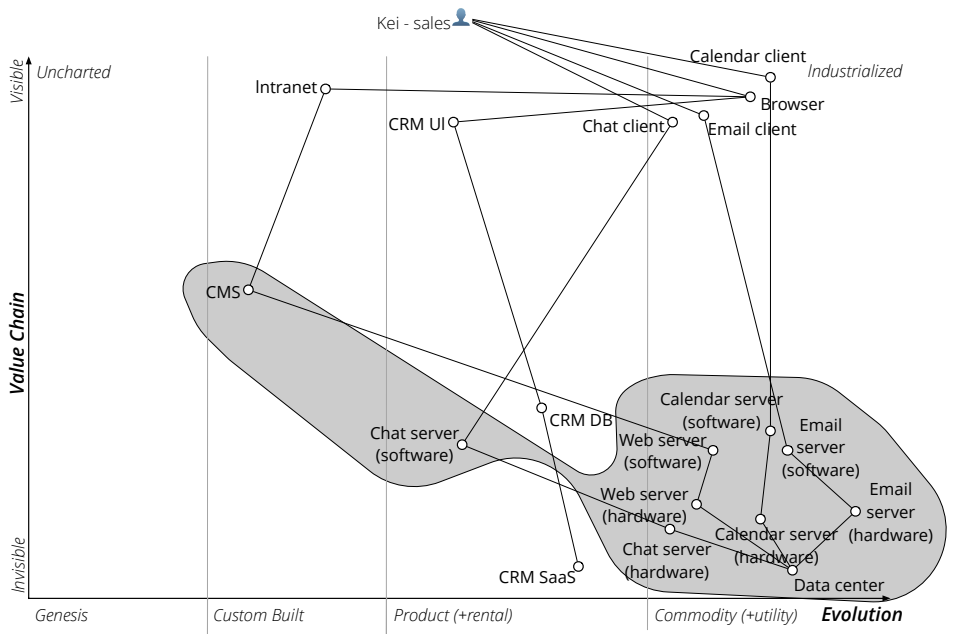 Kei - sales
Calendar client
Visible
Uncharted
Industrialized
Intranet
Browser
CRM UI
Chat client
Email client
CMS
Value Chain
Calendar server
(software)
CRM DB
Chat server
(software)
Web server
(software)
Email
server
(software)
Web server
(hardware)
Email
server
(hardware)
Calendar server
(hardware)
Chat server
(hardware)
Invisible
CRM SaaS
Data center
Genesis
Custom Built
Product (+rental)
Commodity (+utility)
Evolution